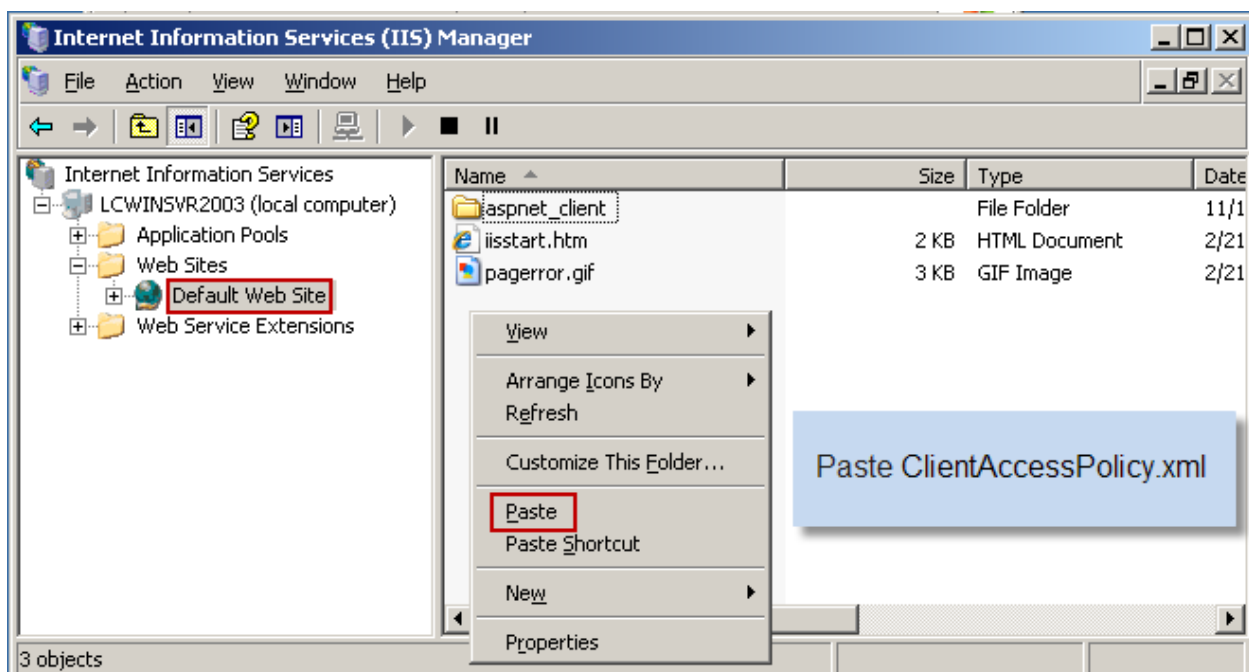 Internet Information Services (IIS) Manager
File Action View Window Help
Internet Information Services
LCWINSVR2003 (local computer)
Application Pools
Web Sites
Default Web Site
Web Service Extensions
Name Size Type Date
aspnet_client File Folder 11/1
iisstart.htm 2 KB HTML Document 2/21
pagerror.gif 3 KB GIF Image 2/21
View
Arrange Icons By
Refresh
Customize This Folder...
Paste
Paste Shortcut
New
Properties
Paste ClientAccessPolicy.xml
3 objects